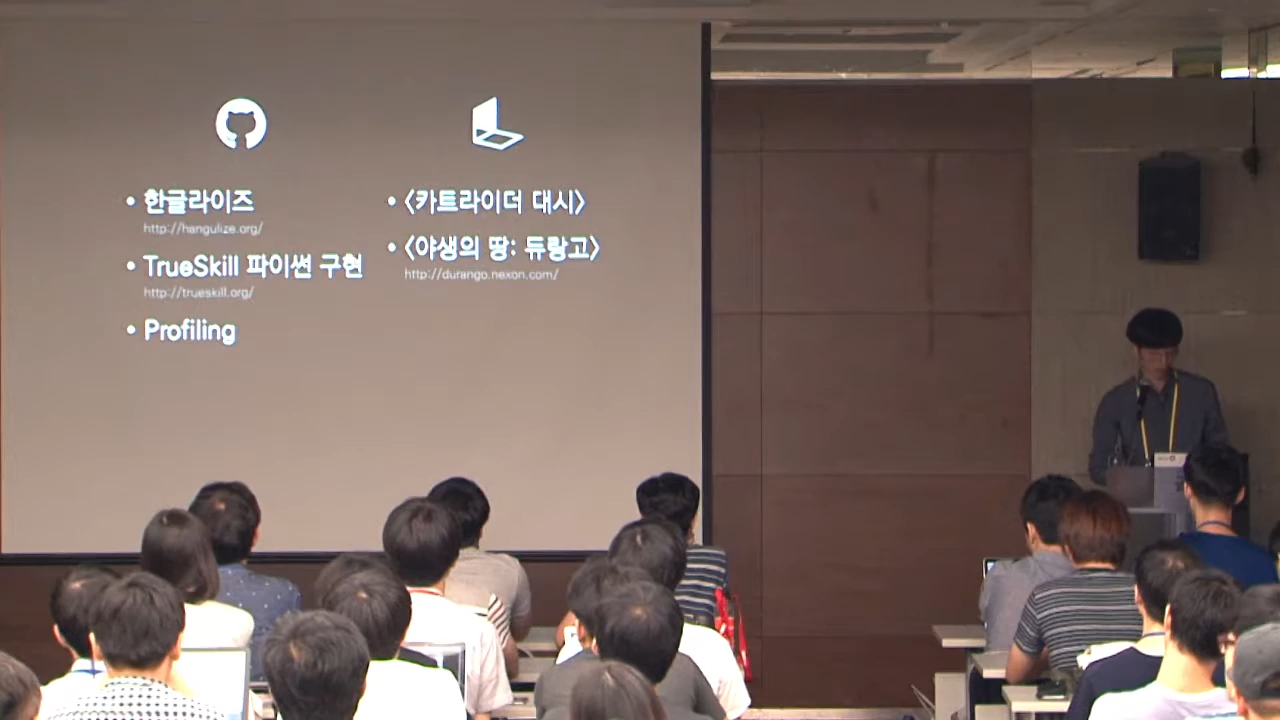 • 한글라이즈
http://hangulize.org/
• TrueSkill 파이썬 구현
http://trueskill.org/
• Profiling
• <카트라이더 대시>
• <야생의 땅: 듀랑고>
http://durango.nexon.com/